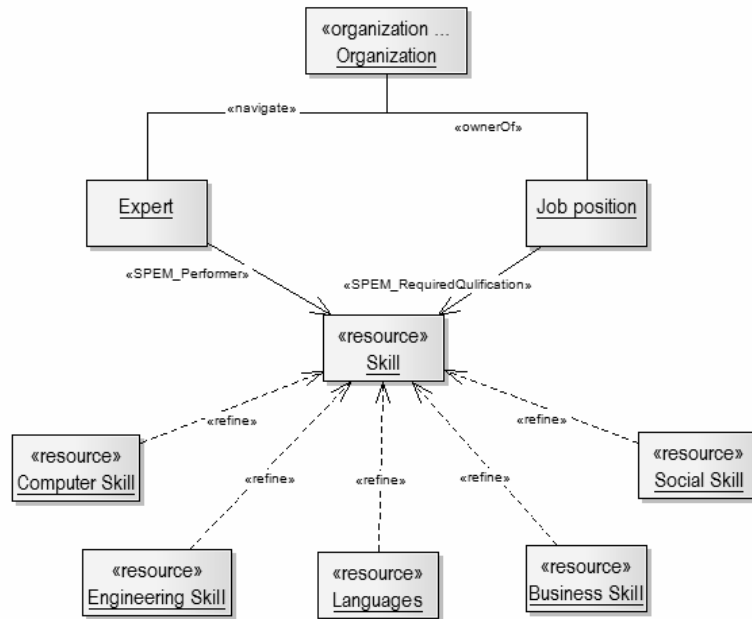 «organization ...
Organization
«navigate»
«ownerOf»
Expert
Job position
«SPEM_Performer»
«SPEM_RequiredQulification»
«resource»
Skill
«refine»
«refine»
«resource»
Computer Skill
«resource»
Social Skill
«refine»
«refine»
«refine»
«resource»
Engineering Skill
«resource»
Languages
«resource»
Business Skill